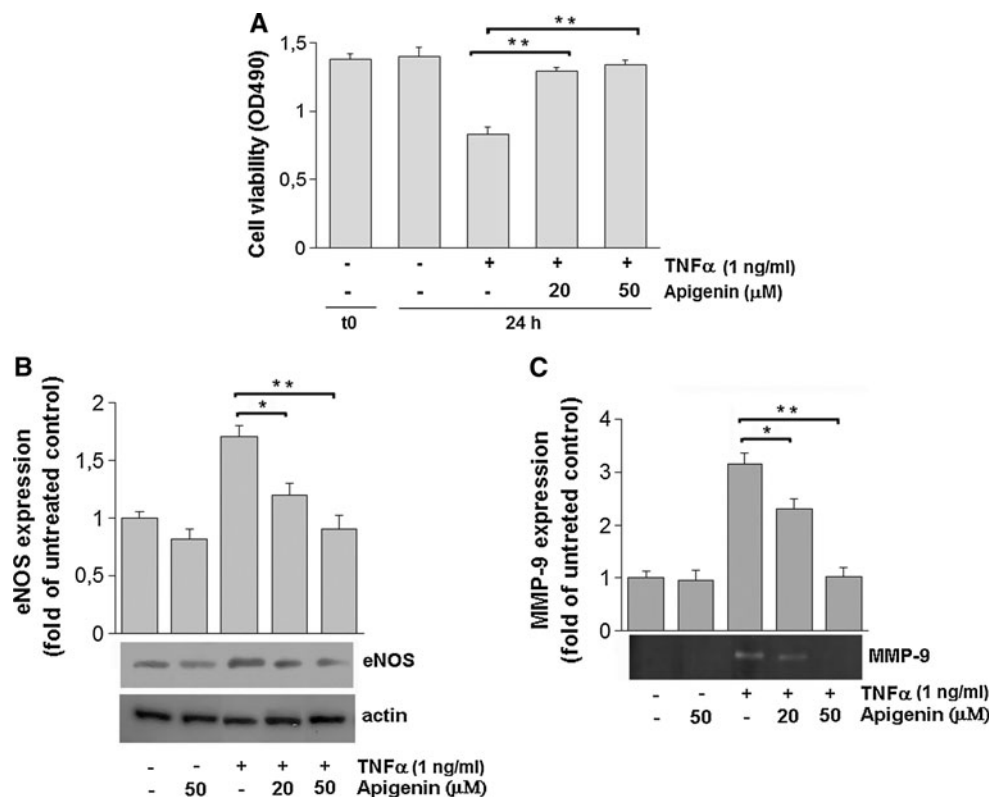 A
Cell viability (OD490)
1,5
1
0,5
0
**
**
- - + + + TNFα (1 ng/ml)
- - - 20 50 Apigenin (μM)
t0 24 h
B
eNOS expression
(fold of untreated control)
2
1,5
1
0,5
0
**
*
eNOS
actin
- - + + + TNFα (1 ng/ml)
- 50 - 20 50 Apigenin (μM)
C
MMP-9 expression
(fold of untreted control)
4
3
2
1
0
**
*
MMP-9
- - + + + TNFα (1 ng/ml)
- 50 - 20 50 Apigenin (μM)